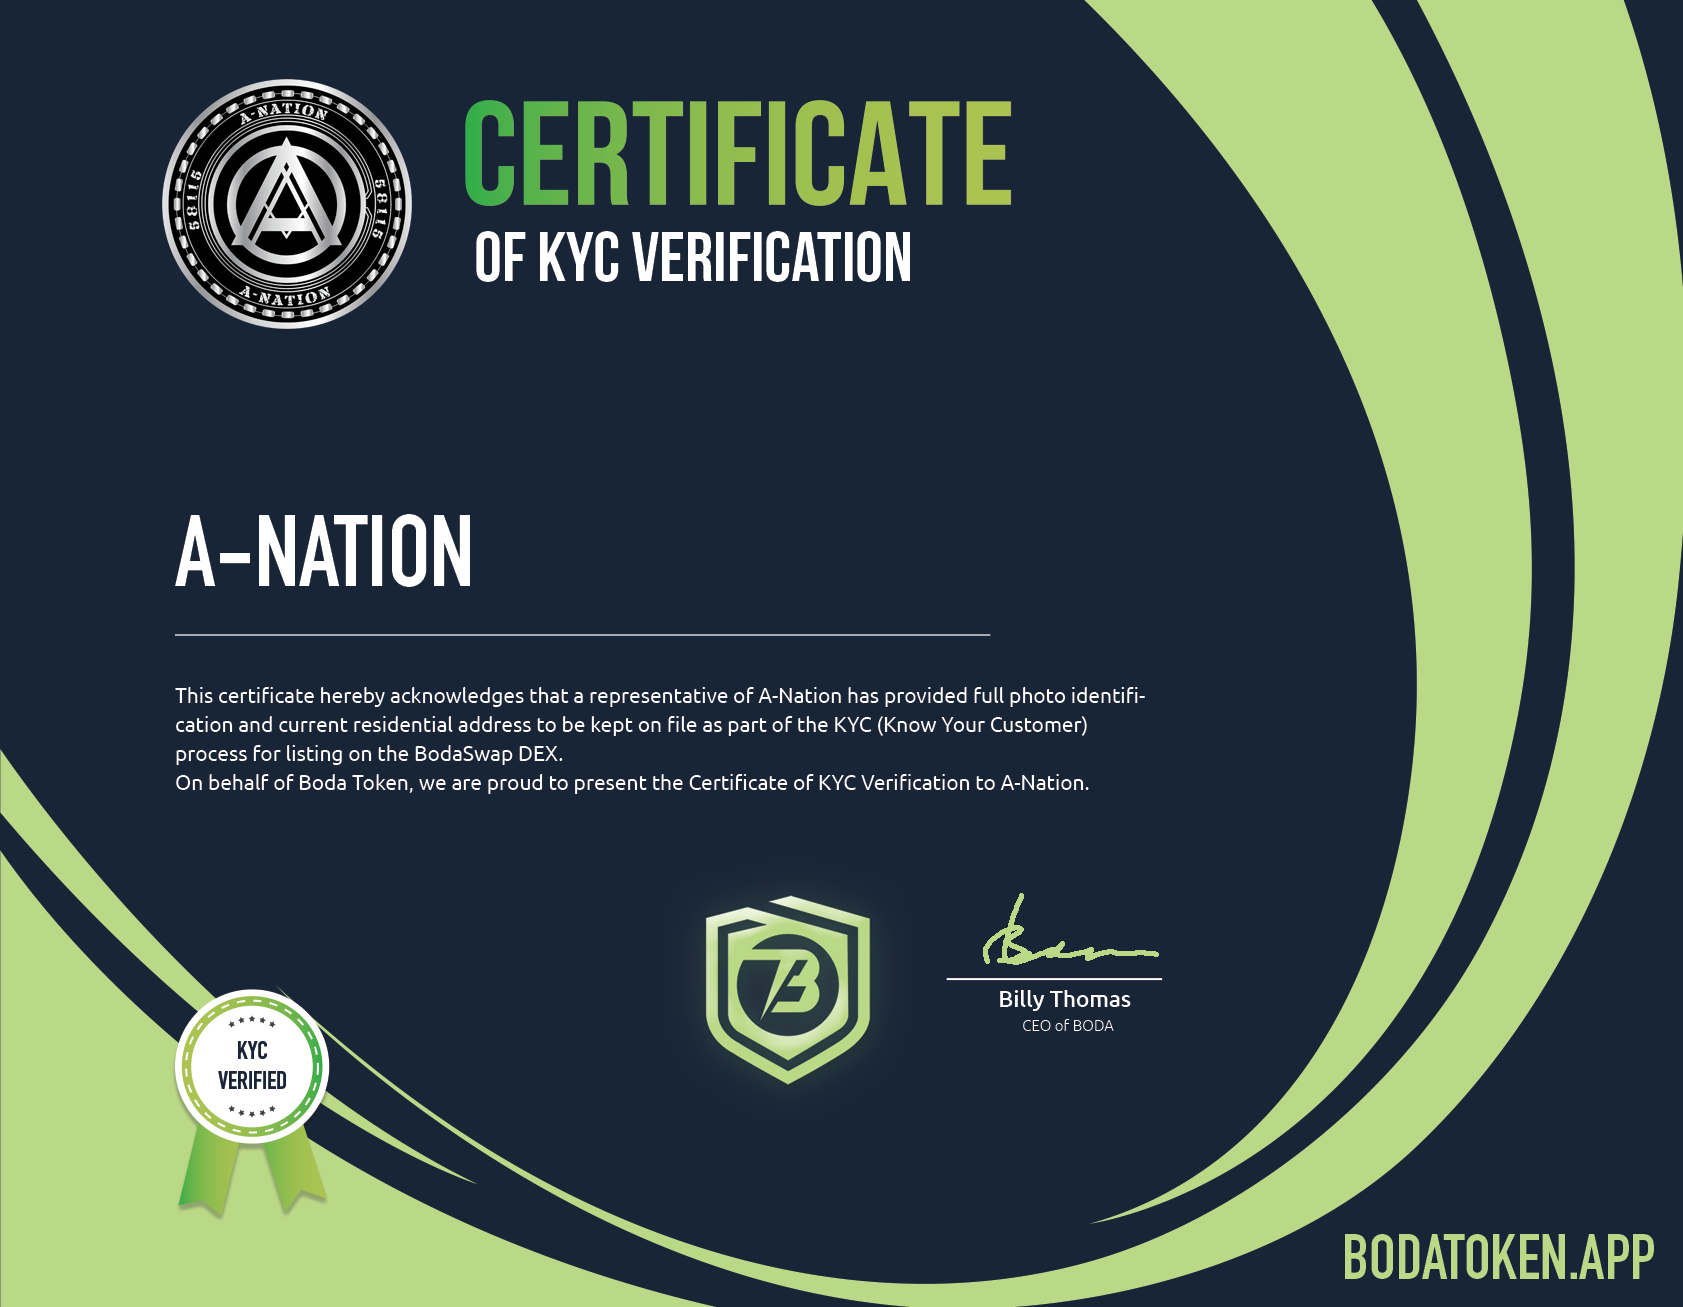 A-NATION
58115
58115
A-NATION
CERTIFICATE
OF KYC VERIFICATION
A-NATION
This certificate hereby acknowledges that a representative of A-Nation has provided full photo identifi-
cation and current residential address to be kept on file as part of the KYC (Know Your Customer)
process for listing on the BodaSwap DEX.
On behalf of Boda Token, we are proud to present the Certificate of KYC Verification to A-Nation.
B
Billy Thomas
CEO of BODA
KYC
VERIFIED
BODATOKEN.APP